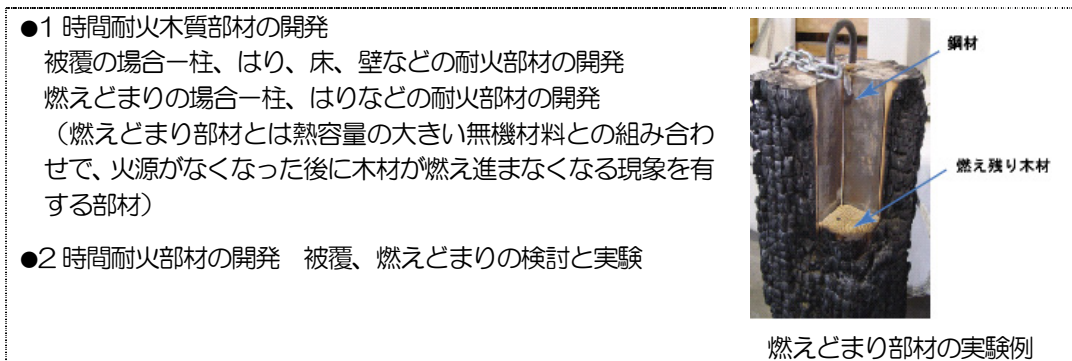 ●1 時間耐火木質部材の開発
被覆の場合ー柱、はり、床、壁などの耐火部材の開発
燃えどまりの場合ー柱、はりなどの耐火部材の開発
（燃えどまり部材とは熱容量の大きい無機材料との組み合わ
せで、火源がなくなった後に木材が燃え進まなくなる現象を有
する部材）
●2 時間耐火部材の開発　被覆、燃えどまりの検討と実験
鋼材
燃え残り木材
燃えどまり部材の実験例